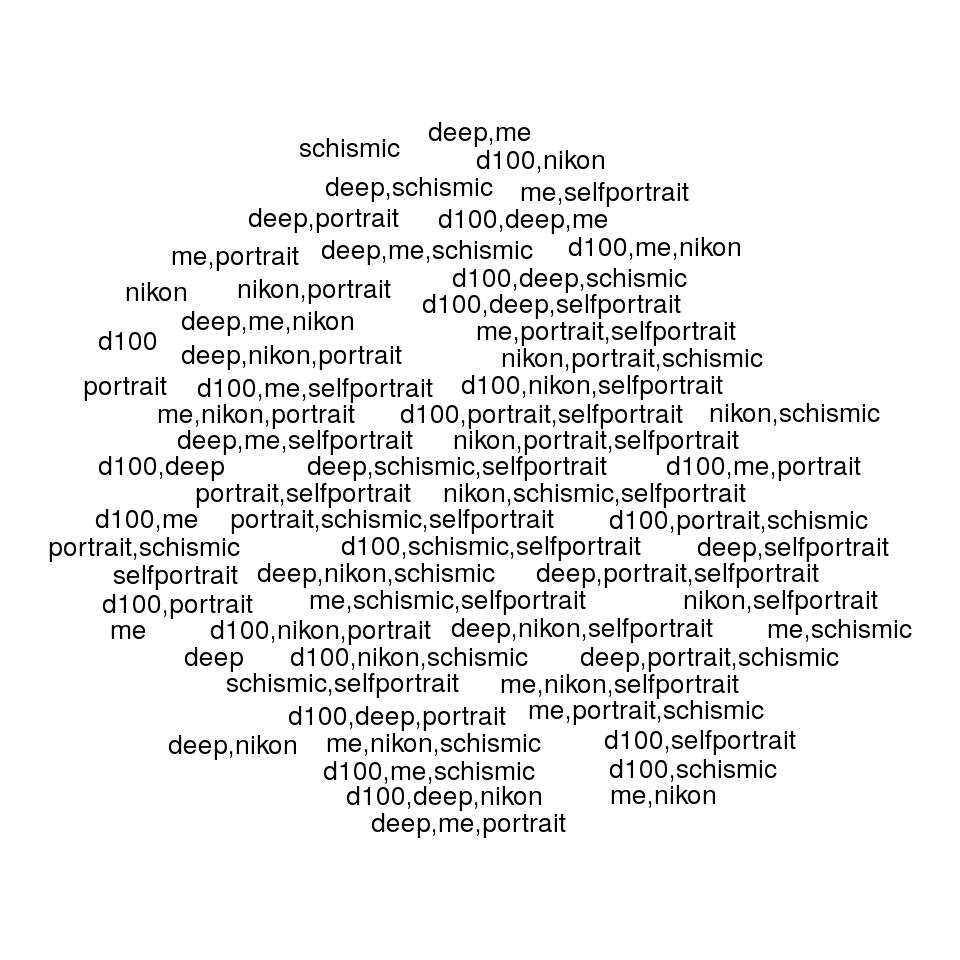 deep,me
schismic
d100,nikon
deep,schismic
me,selfportrait
deep,portrait
d100,deep,me
me,portrait
deep,me,schismic
d100,me,nikon
d100,deep,schismic
nikon
nikon,portrait
d100,deep,selfportrait
deep,me,nikon
me,portrait,selfportrait
d100
deep,nikon,portrait
nikon,portrait,schismic
portrait
d100,me,selfportrait
d100,nikon,selfportrait
me,nikon,portrait
d100,portrait,selfportrait
nikon,schismic
deep,me,selfportrait
nikon,portrait,selfportrait
d100,deep
deep,schismic,selfportrait
d100,me,portrait
portrait,selfportrait
nikon,schismic,selfportrait
d100,me
portrait,schismic,selfportrait
d100,portrait,schismic
portrait,schismic
d100,schismic,selfportrait
deep,selfportrait
selfportrait
deep,nikon,schismic
deep,portrait,selfportrait
d100,portrait
me,schismic,selfportrait
nikon,selfportrait
me
d100,nikon,portrait
deep,nikon,selfportrait
me,schismic
deep
d100,nikon,schismic
deep,portrait,schismic
schismic,selfportrait
me,nikon,selfportrait
d100,deep,portrait
me,portrait,schismic
deep,nikon
me,nikon,schismic
d100,selfportrait
d100,me,schismic
d100,schismic
d100,deep,nikon
me,nikon
deep,me,portrait